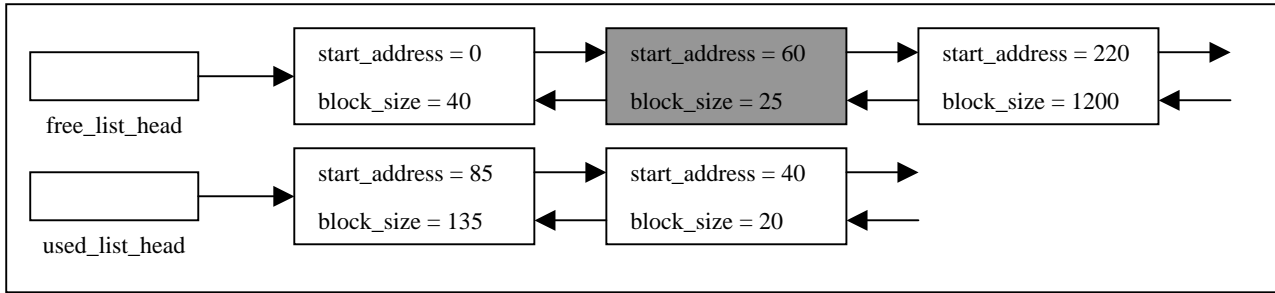 start_address = 0
block_size = 40
start_address = 60
block_size = 25
start_address = 220
block_size = 1200
free_list_head
start_address = 85
block_size = 135
start_address = 40
block_size = 20
used_list_head